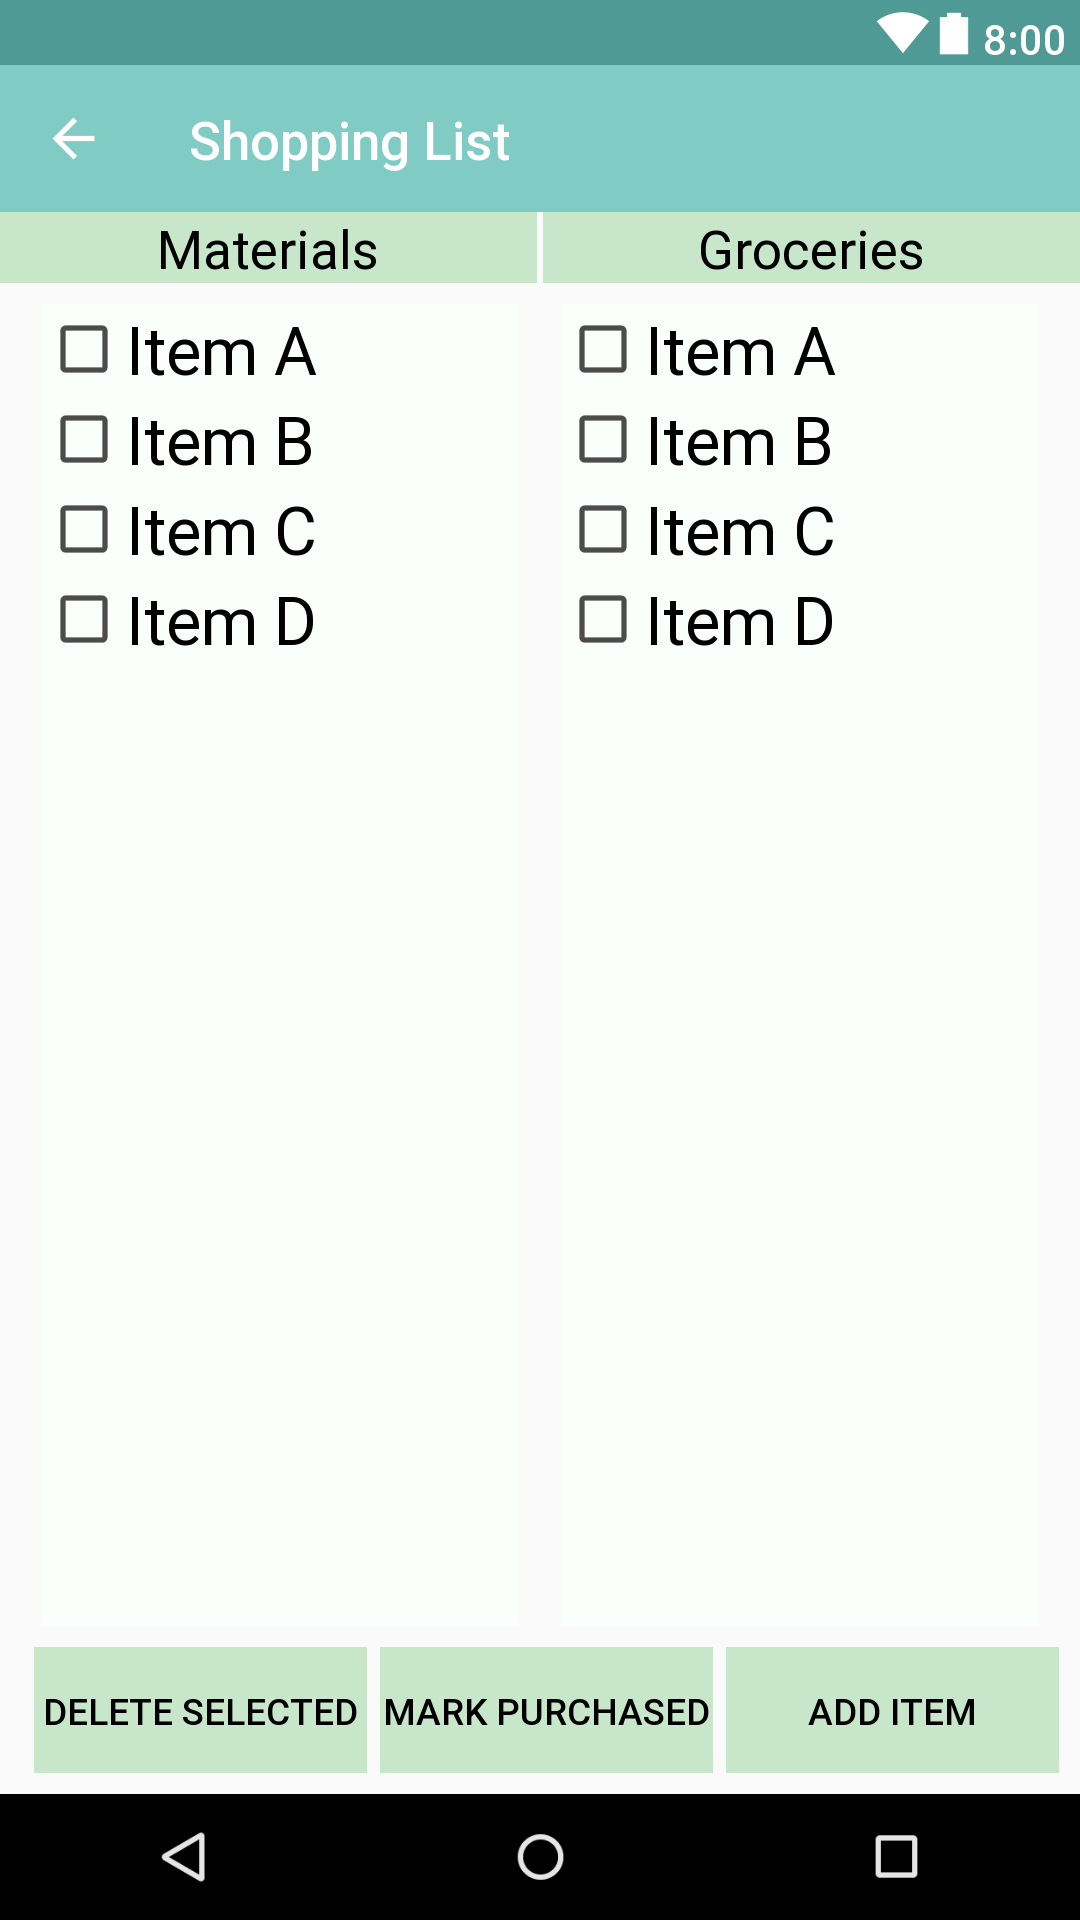 8:00
Shopping List
Materials
Groceries
Item A
Item B
Item C
Item D
Item A
Item B
Item C
Item D
DELETE SELECTED
MARK PURCHASED
ADD ITEM